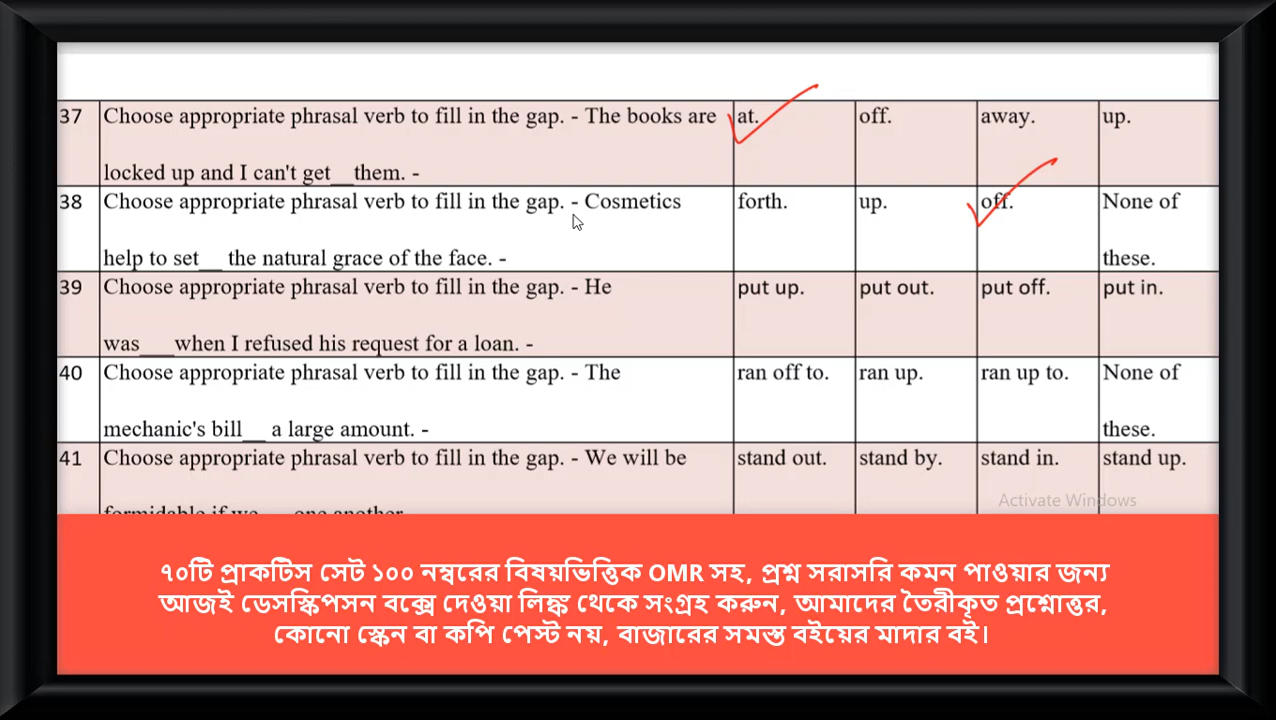 37 Choose appropriate phrasal verb to fill in the gap. - The books are at. off. away. up.
locked up and I can't get__them. -
38 Choose appropriate phrasal verb to fill in the gap. - Cosmetics forth. up. off. None of
help to set__ the natural grace of the face. - these.
39 Choose appropriate phrasal verb to fill in the gap. - He put up. put out. put off. put in.
was___when I refused his request for a loan. -
40 Choose appropriate phrasal verb to fill in the gap. - The ran off to. ran up. ran up to. None of
mechanic's bill__ a large amount. - these.
41 Choose appropriate phrasal verb to fill in the gap. - We will be stand out. stand by. stand in. stand up.
Activate Windows
formidable if we___one another
৭০টি প্রাকটিস সেট ১০০ নম্বরের বিষয়ভিত্তিক OMR সহ, প্রশ্ন সরাসরি কমন পাওয়ার জন্য
আজই ডেসস্কিপসন বক্সে দেওয়া লিঙ্ক থেকে সংগ্রহ করুন, আমাদের তৈরীকৃত প্রশ্নোত্তর,
কোনো স্কেন বা কপি পেস্ট নয়, বাজারের সমস্ত বইয়ের মাদার বই।